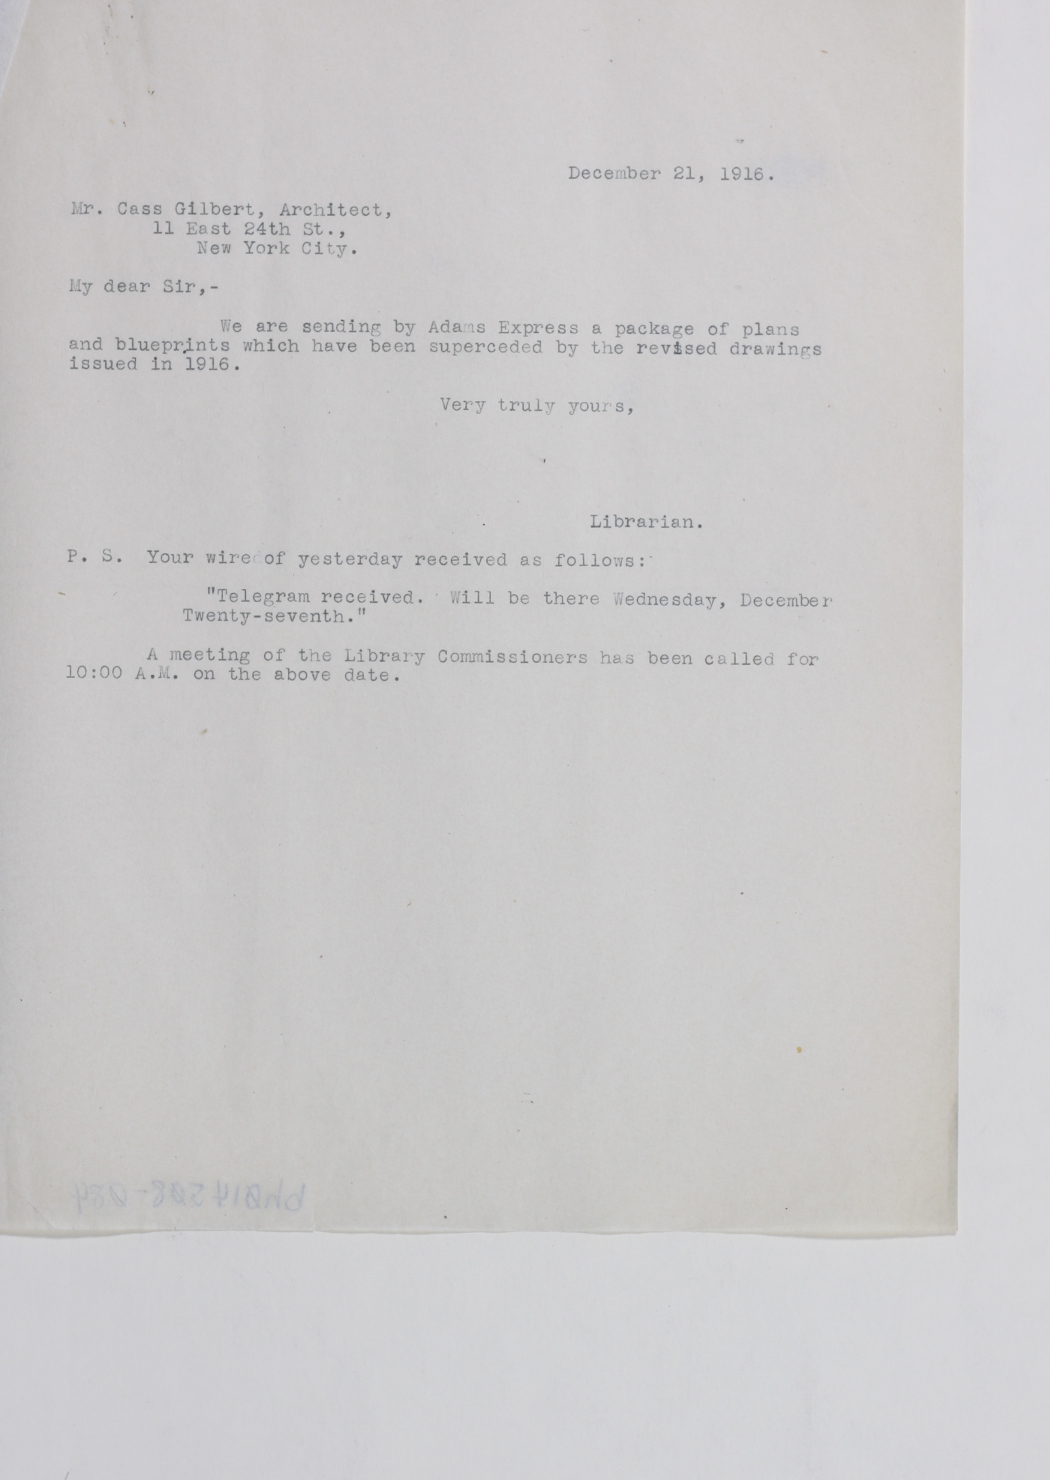 December 21, 1916.
Mr. Cass Gilbert, Architect,
11 East 24th St.,
New York City.
My dear Sir,-
We are sending by Adams Express a package of plans
and blueprints which have been superceded by the revised drawings
issued in 1916.
Very truly yours,
Librarian.
P. S. Your wire of yesterday received as follows:
"Telegram received. Will be there Wednesday, December
Twenty-seventh."
A meeting of the Library Commissioners has been called for
10:00 A.M. on the above date.